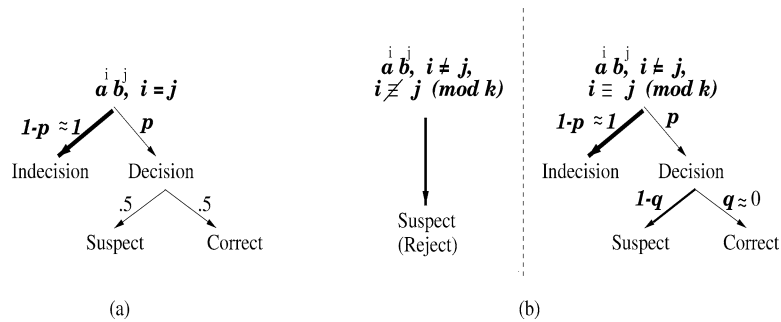 a^i b^j, i = j
1-p ≈ 1
p
Indecision
Decision
.5
.5
Suspect
Correct
(a)
a^i b^j, i ≠ j,
i ≢ j (mod k)
Suspect
(Reject)
a^i b^j, i ≠ j,
i ≡ j (mod k)
1-p ≈ 1
p
Indecision
Decision
1-q
q ≈ 0
Suspect
Correct
(b)